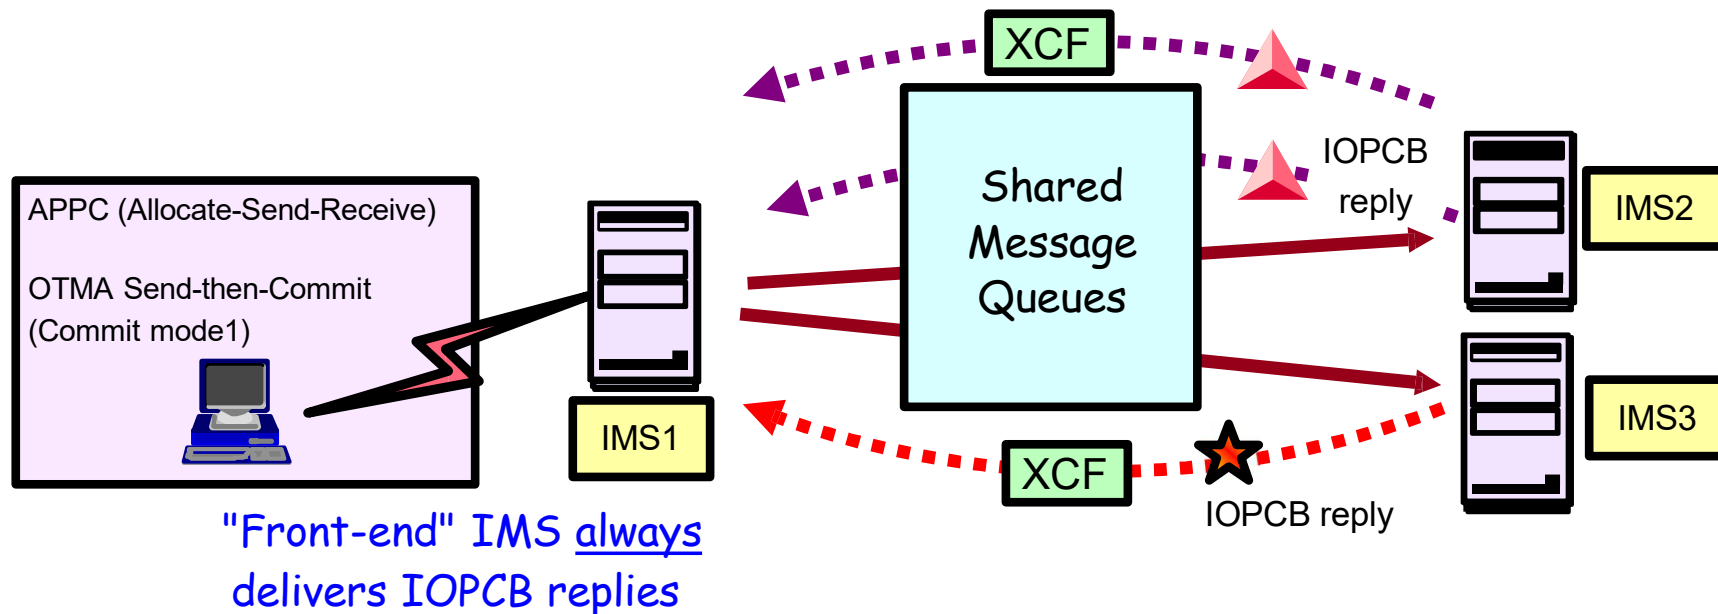 XCF
APPC (Allocate-Send-Receive)
OTMA Send-then-Commit
(Commit mode1)
IMS1
Shared
Message
Queues
IOPCB
reply
IMS2
IMS3
XCF
IOPCB reply
"Front-end" IMS always
delivers IOPCB replies